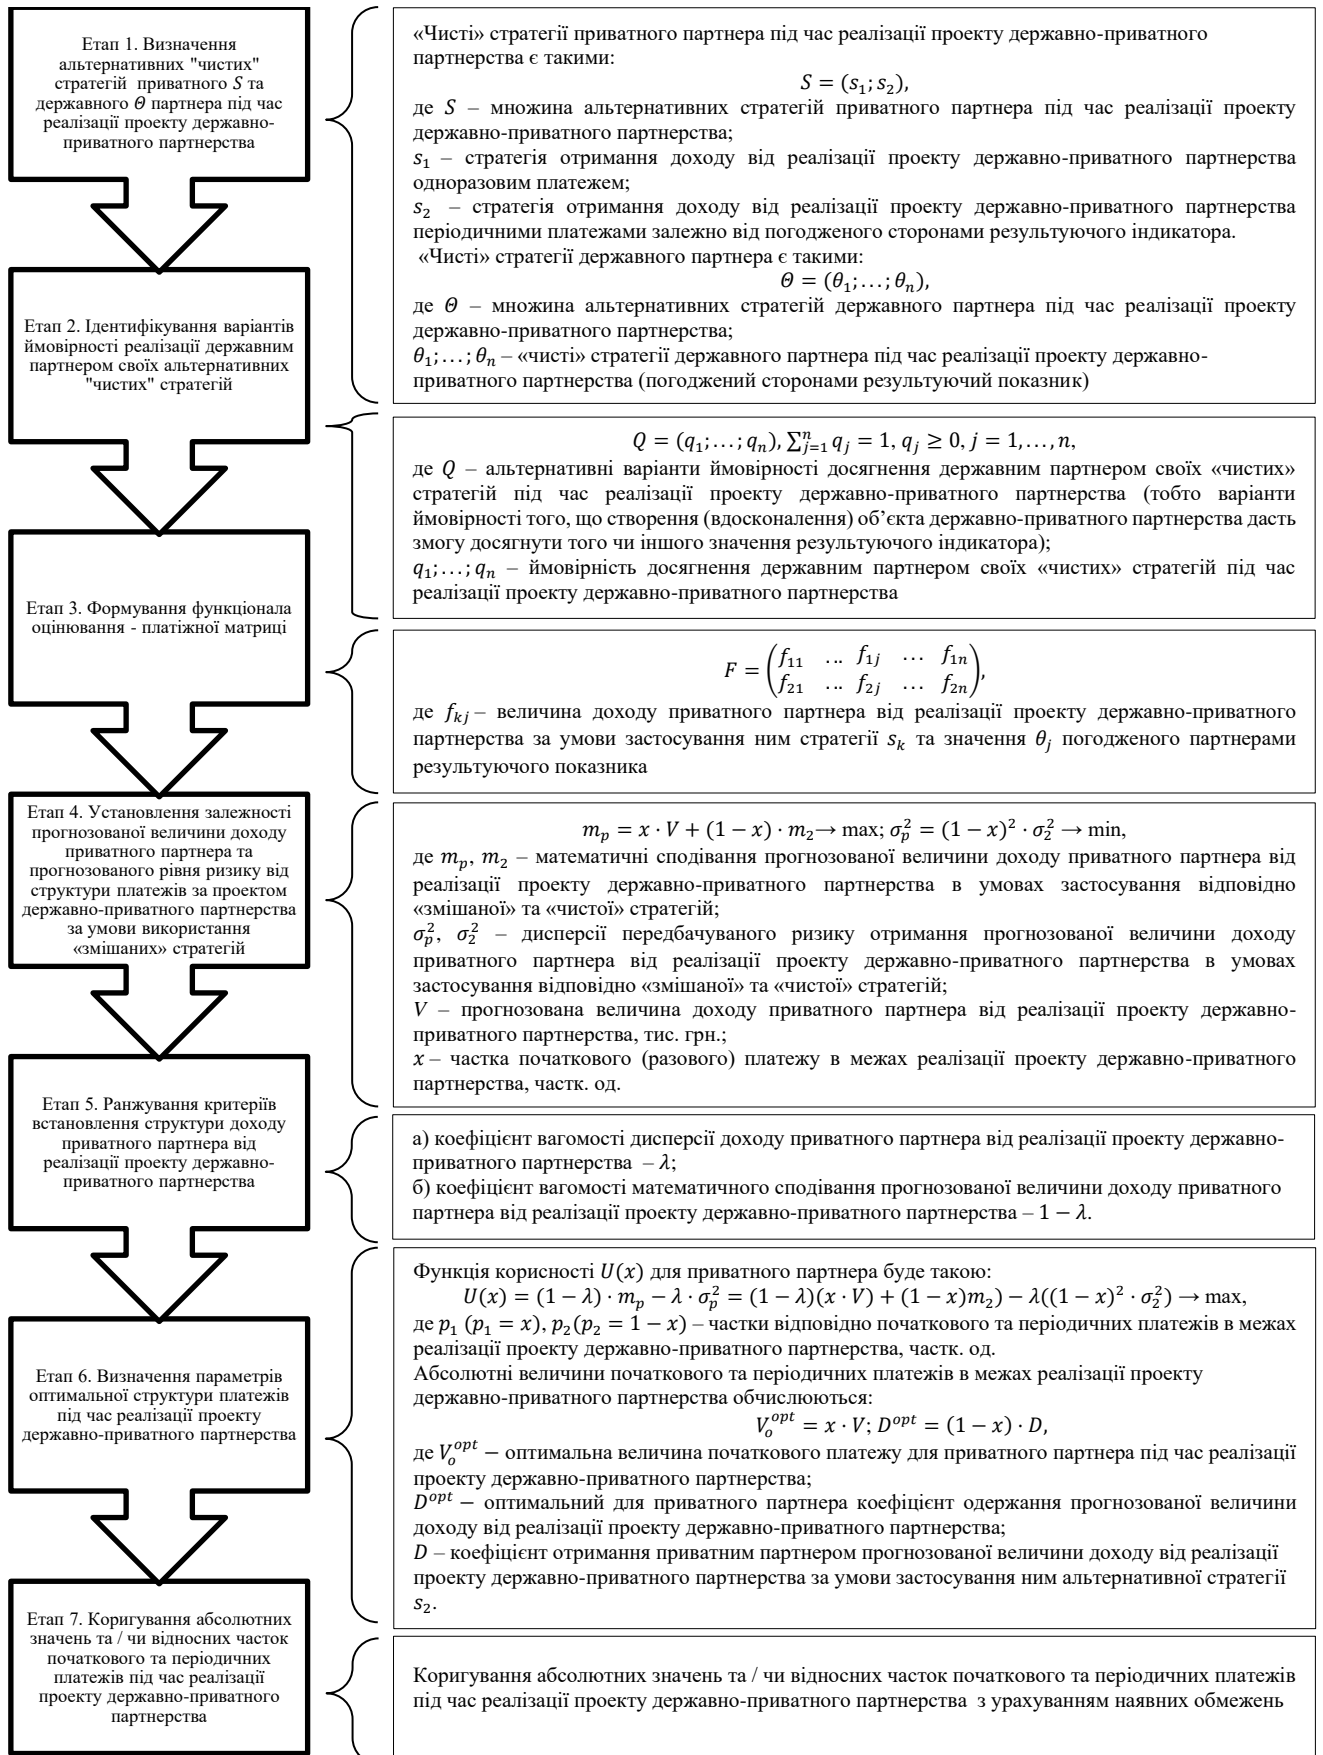 Етап 1. Визначення
альтернативних "чистих"
стратегій приватного S та
державного Θ партнера під час
реалізації проекту державно-
приватного партнерства
«Чисті» стратегії приватного партнера під час реалізації проекту державно-приватного
партнерства є такими:
S = (s₁; s₂),
де S – множина альтернативних стратегій приватного партнера під час реалізації проекту
державно-приватного партнерства;
s₁ – стратегія отримання доходу від реалізації проекту державно-приватного партнерства
одноразовим платежем;
s₂ – стратегія отримання доходу від реалізації проекту державно-приватного партнерства
періодичними платежами залежно від погодженого сторонами результуючого індикатора.
«Чисті» стратегії державного партнера є такими:
Θ = (θ₁; … ; θₙ),
де Θ – множина альтернативних стратегій державного партнера під час реалізації проекту
державно-приватного партнерства;
θ₁; … ; θₙ – «чисті» стратегії державного партнера під час реалізації проекту державно-
приватного партнерства (погоджений сторонами результуючий показник)
Етап 2. Ідентифікування варіантів
ймовірності реалізації державним
партнером своїх альтернативних
"чистих" стратегій
Q = (q₁; … ; qₙ), ∑ⱼ₌₁ⁿ qⱼ = 1, qⱼ ≥ 0, j = 1, … , n,
де Q – альтернативні варіанти ймовірності досягнення державним партнером своїх «чистих»
стратегій під час реалізації проекту державно-приватного партнерства (тобто варіанти
ймовірності того, що створення (вдосконалення) об’єкта державно-приватного партнерства дасть
змогу досягнути того чи іншого значення результуючого індикатора);
q₁; … ; qₙ – ймовірність досягнення державним партнером своїх «чистих» стратегій під час
реалізації проекту державно-приватного партнерства
Етап 3. Формування функціонала
оцінювання - платіжної матриці
F = (f₁₁ … f₁ⱼ … f₁ₙ
f₂₁ … f₂ⱼ … f₂ₙ),
де fₖⱼ – величина доходу приватного партнера від реалізації проекту державно-приватного
партнерства за умови застосування ним стратегії sₖ та значення θⱼ погодженого партнерами
результуючого показника
Етап 4. Установлення залежності
прогнозованої величини доходу
приватного партнера та
прогнозованого рівня ризику від
структури платежів за проектом
державно-приватного партнерства
за умови використання
«змішаних» стратегій
mₚ = x · V + (1 − x) · m₂ → max; σₚ² = (1 − x)² · σ₂² → min,
де mₚ, m₂ – математичні сподівання прогнозованої величини доходу приватного партнера від
реалізації проекту державно-приватного партнерства в умовах застосування відповідно
«змішаної» та «чистої» стратегій;
σₚ², σ₂² – дисперсії передбачуваного ризику отримання прогнозованої величини доходу
приватного партнера від реалізації проекту державно-приватного партнерства в умовах
застосування відповідно «змішаної» та «чистої» стратегій;
V – прогнозована величина доходу приватного партнера від реалізації проекту державно-
приватного партнерства, тис. грн.;
x – частка початкового (разового) платежу в межах реалізації проекту державно-приватного
партнерства, частк. од.
Етап 5. Ранжування критеріїв
встановлення структури доходу
приватного партнера від
реалізації проекту державно-
приватного партнерства
а) коефіцієнт вагомості дисперсії доходу приватного партнера від реалізації проекту державно-
приватного партнерства – λ;
б) коефіцієнт вагомості математичного сподівання прогнозованої величини доходу приватного
партнера від реалізації проекту державно-приватного партнерства – 1 − λ.
Етап 6. Визначення параметрів
оптимальної структури платежів
під час реалізації проекту
державно-приватного партнерства
Функція корисності U(x) для приватного партнера буде такою:
U(x) = (1 − λ) · mₚ − λ · σₚ² = (1 − λ)(x · V) + (1 − x)m₂) − λ((1 − x)² · σ₂²) → max,
де p₁ (p₁ = x), p₂(p₂ = 1 − x) – частки відповідно початкового та періодичних платежів в межах
реалізації проекту державно-приватного партнерства, частк. од.
Абсолютні величини початкового та періодичних платежів в межах реалізації проекту
державно-приватного партнерства обчислюються:
Vₒᵒᵖᵗ = x · V; Dᵒᵖᵗ = (1 − x) · D,
де Vₒᵒᵖᵗ − оптимальна величина початкового платежу для приватного партнера під час реалізації
проекту державно-приватного партнерства;
Dᵒᵖᵗ − оптимальний для приватного партнера коефіцієнт одержання прогнозованої величини
доходу від реалізації проекту державно-приватного партнерства;
D – коефіцієнт отримання приватним партнером прогнозованої величини доходу від реалізації
проекту державно-приватного партнерства за умови застосування ним альтернативної стратегії
s₂.
Етап 7. Коригування абсолютних
значень та / чи відносних часток
початкового та періодичних
платежів під час реалізації
проекту державно-приватного
партнерства
Коригування абсолютних значень та / чи відносних часток початкового та періодичних платежів
під час реалізації проекту державно-приватного партнерства з урахуванням наявних обмежень